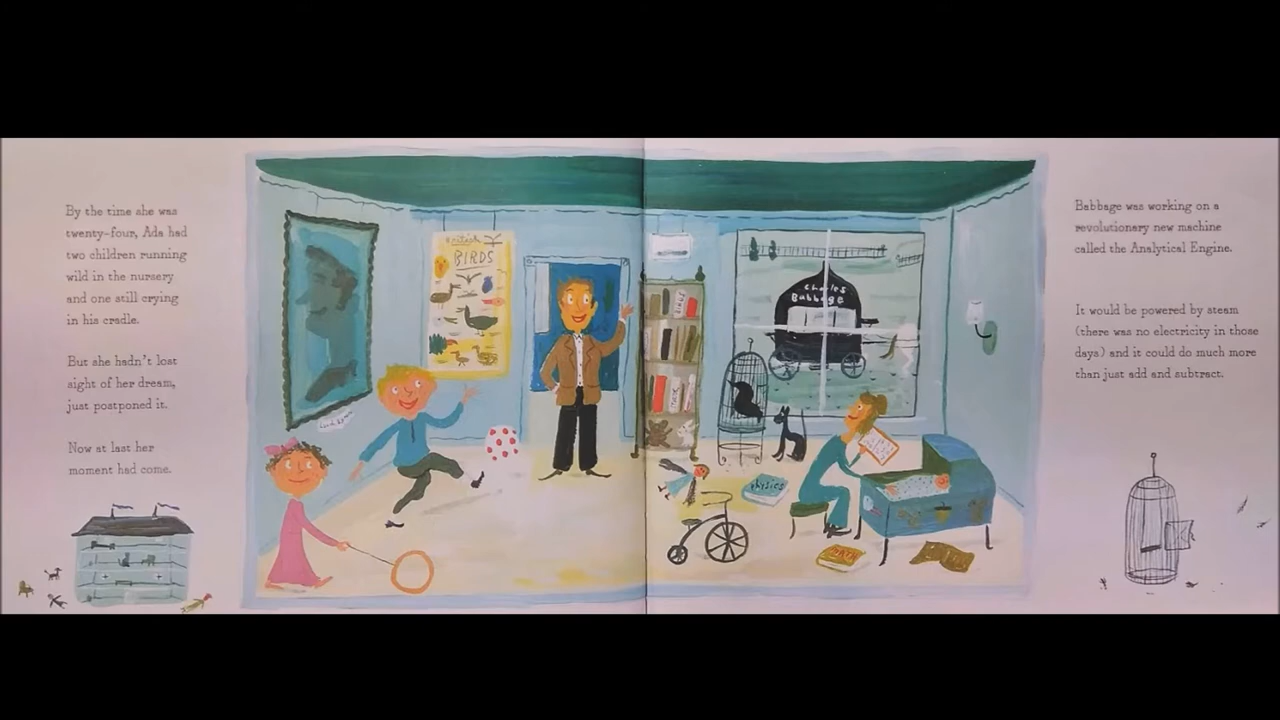 By the time she was
twenty-four, Ada had
two children running
wild in the nursery
and one still crying
in his cradle.
But she hadn't lost
sight of her dream,
just postponed it.
Now at last her
moment had come.
British
BIRDS
Charles
Babbage
physics
MATH
Babbage was working on a
revolutionary new machine
called the Analytical Engine.
It would be powered by steam
(there was no electricity in those
days) and it could do much more
than just add and subtract.